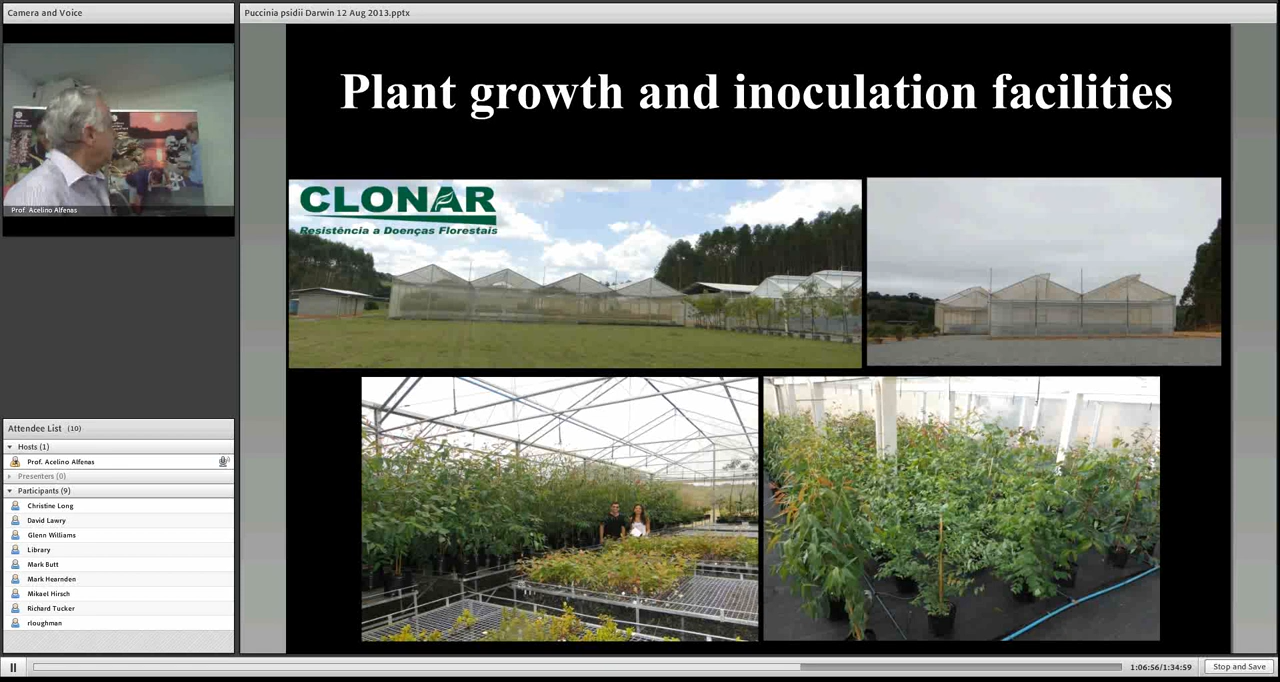 Camera and Voice
Prof. Acelino Alfenas
Attendee List (10)
Hosts (1)
Prof. Acelino Alfenas
Presenters (0)
Participants (9)
Christine Long
David Lawry
Glenn Williams
Library
Mark Butt
Mark Hearnden
Mikael Hirsch
Richard Tucker
rloughman
Puccinia psidii Darwin 12 Aug 2013.pptx
Plant growth and inoculation facilities
CLONAR
Resistência a Doenças Florestais
1:06:56/1:34:59
Stop and Save